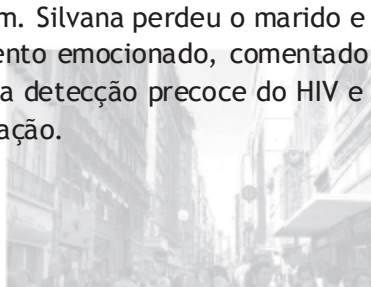 m. Silvana perdeu o marido e
ento emocionado, comentado
a detecção precoce do HIV e
ação.